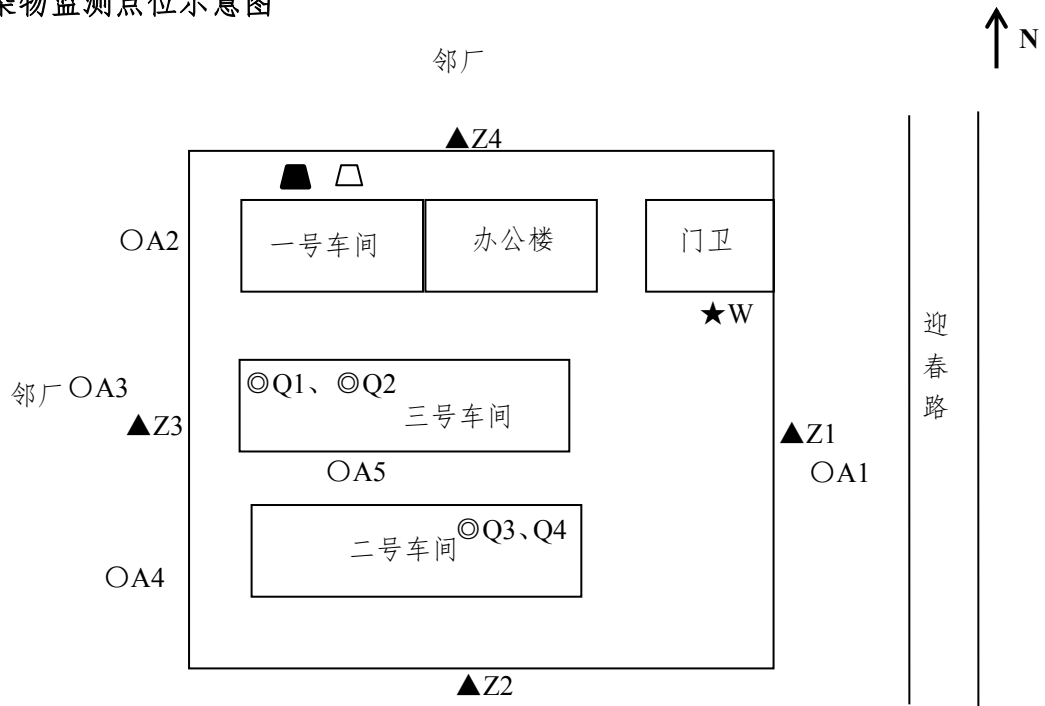 物监测点位示意图
N
邻厂
▲Z4
○A2
一号车间
办公楼
门卫
★W
迎春路
◎Q1、◎Q2
邻厂○A3
三号车间
▲Z3
▲Z1
○A5
○A1
◎Q3、Q4
二号车间
○A4
▲Z2